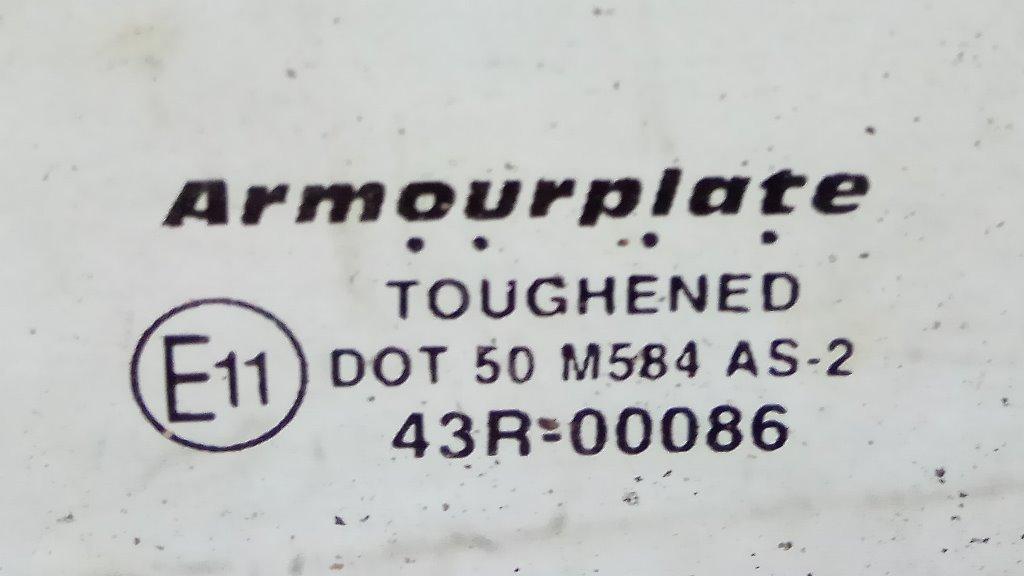 Armourplate
TOUGHENED
E11 DOT 50 M584 AS-2
43R-00086